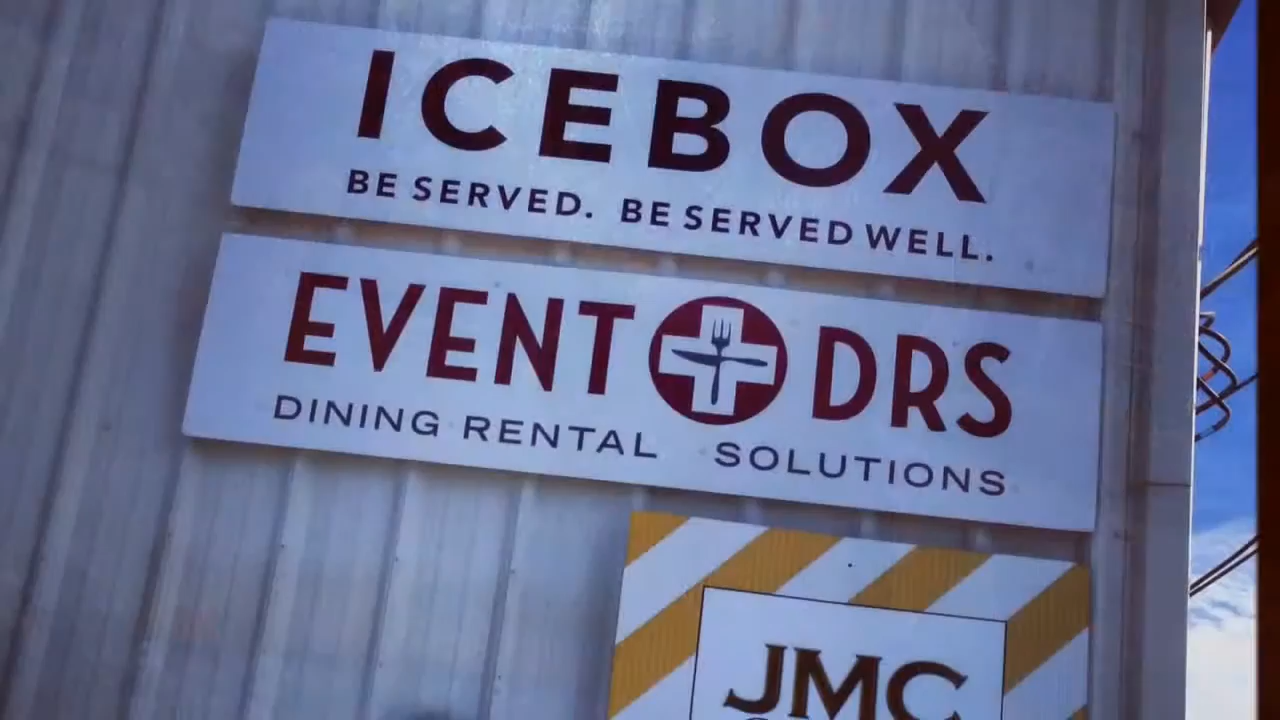 ICEBOX
BE SERVED. BE SERVED WELL.
EVENT DRS
DINING RENTAL SOLUTIONS
JMC